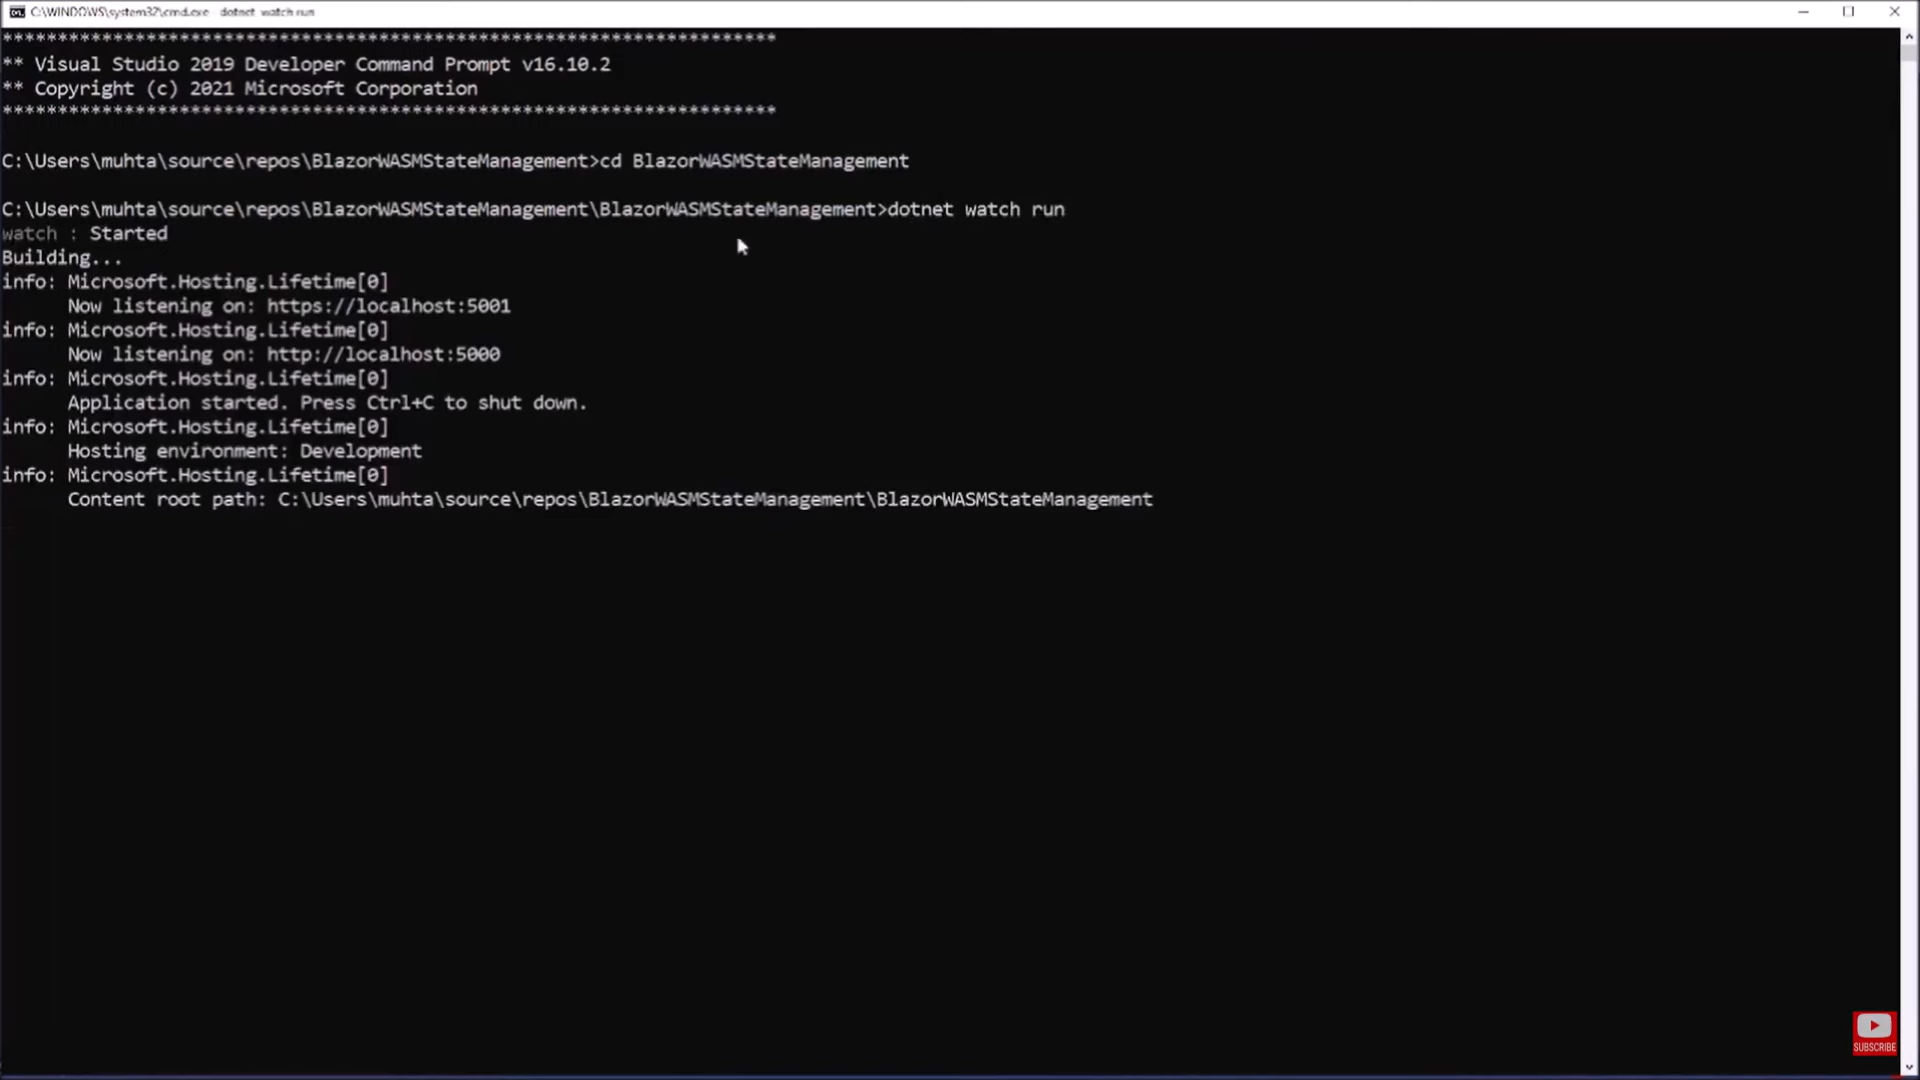 C:\WINDOWS\system32\cmd.exe - dotnet watch run
**********************************************************************
** Visual Studio 2019 Developer Command Prompt v16.10.2
** Copyright (c) 2021 Microsoft Corporation
**********************************************************************
C:\Users\muhta\source\repos\BlazorWASMStateManagement>cd BlazorWASMStateManagement
C:\Users\muhta\source\repos\BlazorWASMStateManagement\BlazorWASMStateManagement>dotnet watch run
watch : Started
Building...
info: Microsoft.Hosting.Lifetime[0]
Now listening on: https://localhost:5001
info: Microsoft.Hosting.Lifetime[0]
Now listening on: http://localhost:5000
info: Microsoft.Hosting.Lifetime[0]
Application started. Press Ctrl+C to shut down.
info: Microsoft.Hosting.Lifetime[0]
Hosting environment: Development
info: Microsoft.Hosting.Lifetime[0]
Content root path: C:\Users\muhta\source\repos\BlazorWASMStateManagement\BlazorWASMStateManagement
SUBSCRIBE